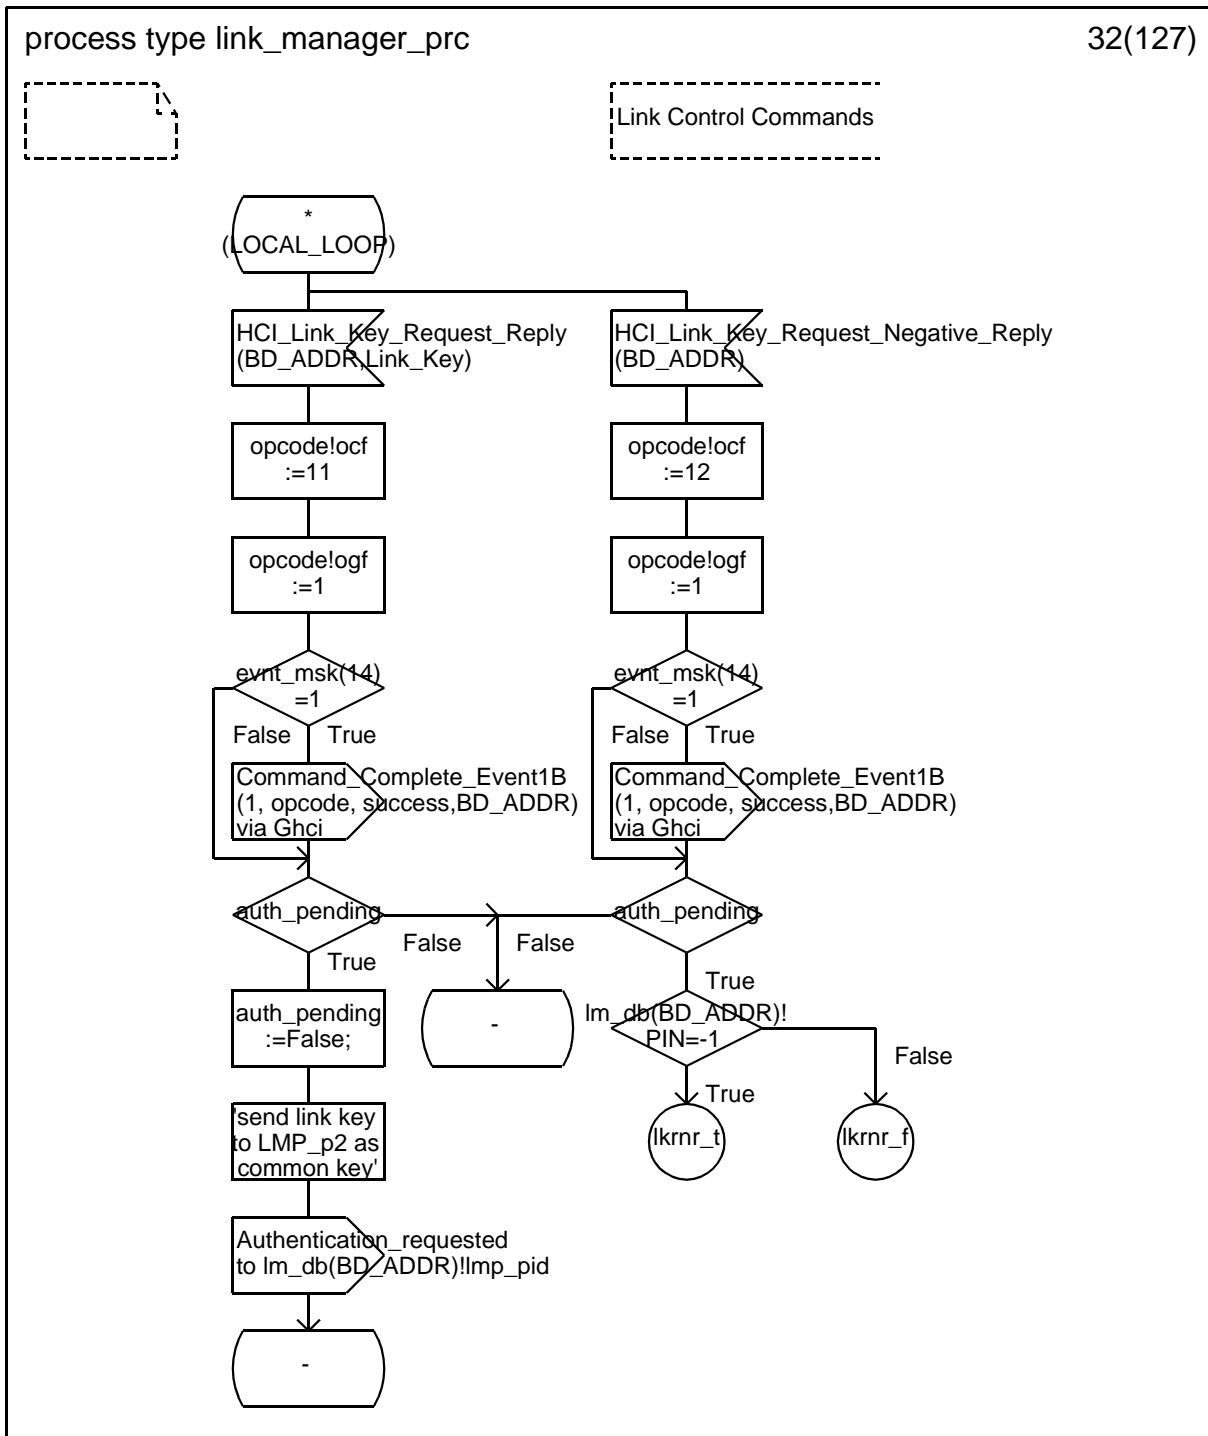 process type link_manager_prc
32(127)
Link Control Commands
*
(LOCAL_LOOP)
HCI_Link_Key_Request_Reply
(BD_ADDR,Link_Key)
opcode!ocf
:=11
opcode!ogf
:=1
evnt_msk(14)
=1
False
True
Command_Complete_Event1B
(1, opcode, success,BD_ADDR)
via Ghci
auth_pending
False
True
auth_pending
:=False;
'send link key
to LMP_p2 as
common key'
Authentication_requested
to lm_db(BD_ADDR)!lmp_pid
-
HCI_Link_Key_Request_Negative_Reply
(BD_ADDR)
opcode!ocf
:=12
opcode!ogf
:=1
evnt_msk(14)
=1
False
True
Command_Complete_Event1B
(1, opcode, success,BD_ADDR)
via Ghci
auth_pending
False
-
True
lm_db(BD_ADDR)!
PIN=-1
False
True
lkrnr_t
lkrnr_f